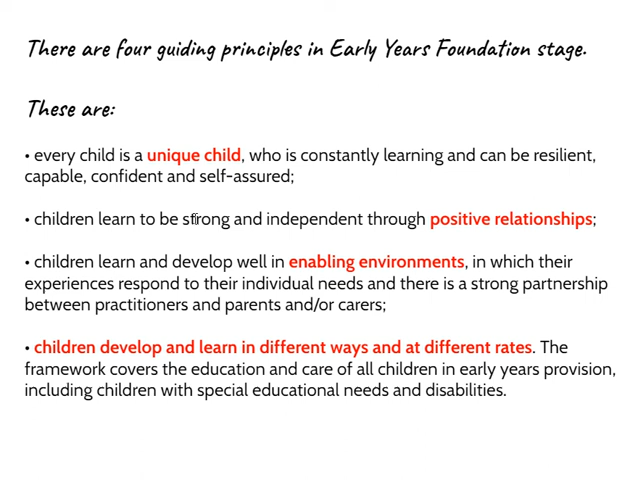 There are four guiding principles in Early Years Foundation stage.
These are:
• every child is a unique child, who is constantly learning and can be resilient,
capable, confident and self-assured;
• children learn to be strong and independent through positive relationships;
• children learn and develop well in enabling environments, in which their
experiences respond to their individual needs and there is a strong partnership
between practitioners and parents and/or carers;
• children develop and learn in different ways and at different rates. The
framework covers the education and care of all children in early years provision,
including children with special educational needs and disabilities.